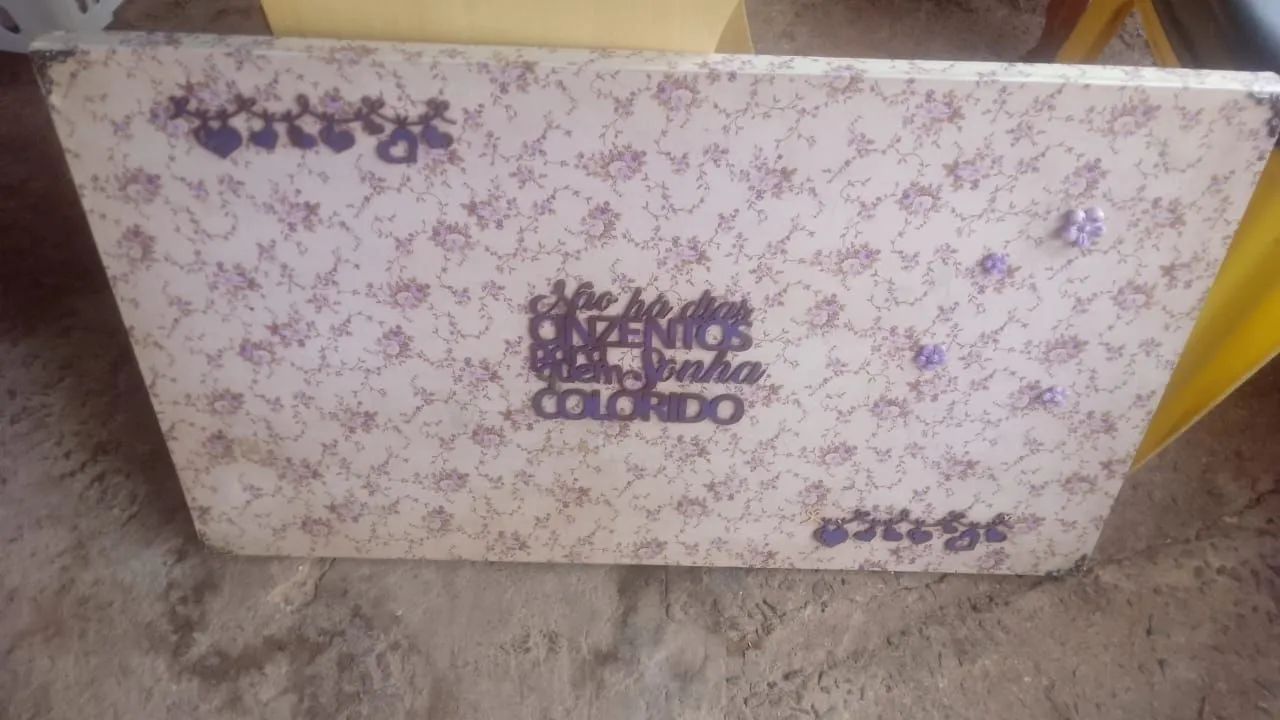 Não há dias
CINZENTOS
para
quem Sonha
COLORIDO